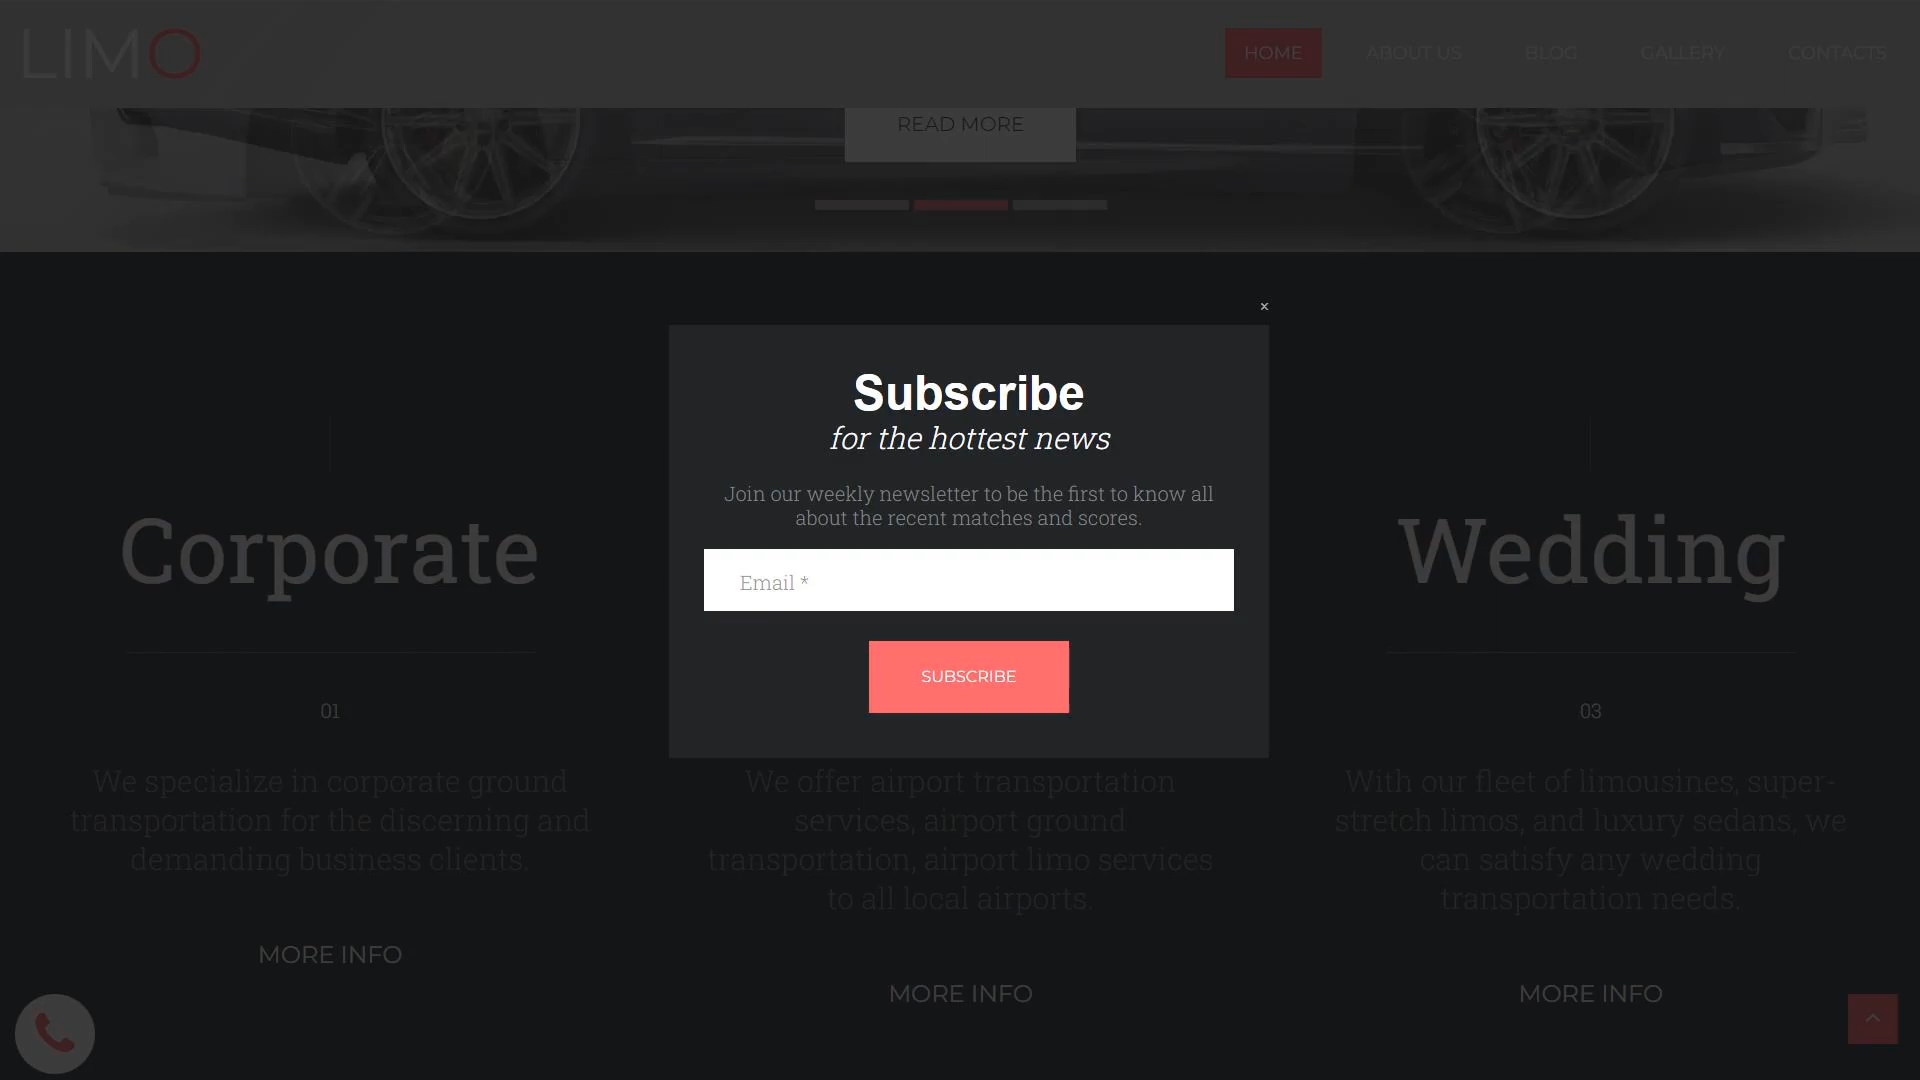 LIMO
HOME
ABOUT US
BLOG
GALLERY
CONTACTS
READ MORE
×
Subscribe
for the hottest news
Join our weekly newsletter to be the first to know all
about the recent matches and scores.
Email *
SUBSCRIBE
Corporate
01
We specialize in corporate ground
transportation for the discerning and
demanding business clients.
MORE INFO
We offer airport transportation
services, airport ground
transportation, airport limo services
to all local airports.
MORE INFO
Wedding
03
With our fleet of limousines, super-
stretch limos, and luxury sedans, we
can satisfy any wedding
transportation needs.
MORE INFO